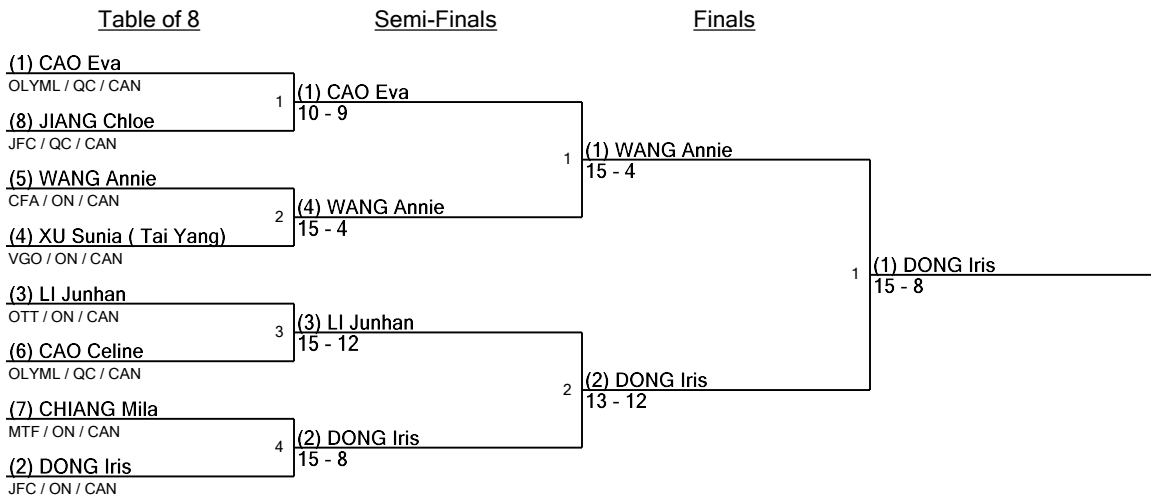 Table of 8
Semi-Finals
Finals
(1) CAO Eva
OLYML / QC / CAN
(8) JIANG Chloe
JFC / QC / CAN
(5) WANG Annie
CFA / ON / CAN
(4) XU Sunia ( Tai Yang)
VGO / ON / CAN
(3) LI Junhan
OTT / ON / CAN
(6) CAO Celine
OLYML / QC / CAN
(7) CHIANG Mila
MTF / ON / CAN
(2) DONG Iris
JFC / ON / CAN
1
(1) CAO Eva
10 - 9
2
(4) WANG Annie
15 - 4
3
(3) LI Junhan
15 - 12
4
(2) DONG Iris
15 - 8
1
(1) WANG Annie
15 - 4
2
(2) DONG Iris
13 - 12
1
(1) DONG Iris
15 - 8